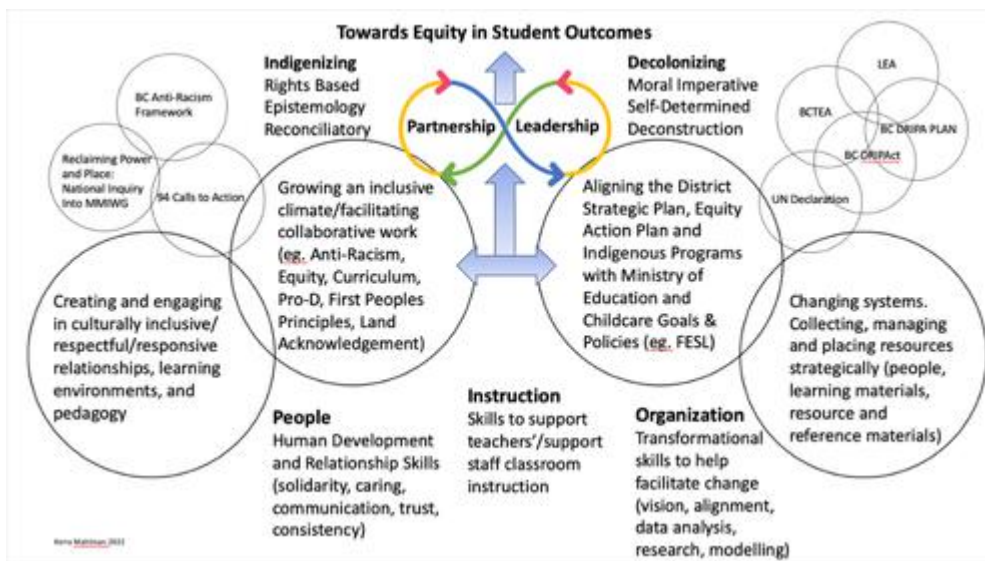 Towards Equity in Student Outcomes
Indigenizing
Rights Based
Epistemology
Reconciliatory
Partnership
Leadership
Decolonizing
Moral Imperative
Self-Determined
Deconstruction
BC Anti-Racism
Framework
Reclaiming Power
and Place:
National Inquiry
Into MMIWG
94 Calls to Action
LEA
BCTEA
BC DRIPA PLAN
BC DRIPAct
UN Declaration
Creating and engaging
in culturally inclusive/
respectful/responsive
relationships, learning
environments, and
pedagogy
Growing an inclusive
climate/facilitating
collaborative work
(eg. Anti-Racism,
Equity, Curriculum,
Pro-D, First Peoples
Principles, Land
Acknowledgement)
Aligning the District
Strategic Plan, Equity
Action Plan and
Indigenous Programs
with Ministry of
Education and
Childcare Goals &
Policies (eg. FESL)
Changing systems.
Collecting, managing
and placing resources
strategically (people,
learning materials,
resource and
reference materials)
People
Human Development
and Relationship Skills
(solidarity, caring,
communication, trust,
consistency)
Instruction
Skills to support
teachers'/support
staff classroom
instruction
Organization
Transformational
skills to help
facilitate change
(vision, alignment,
data analysis,
research, modelling)